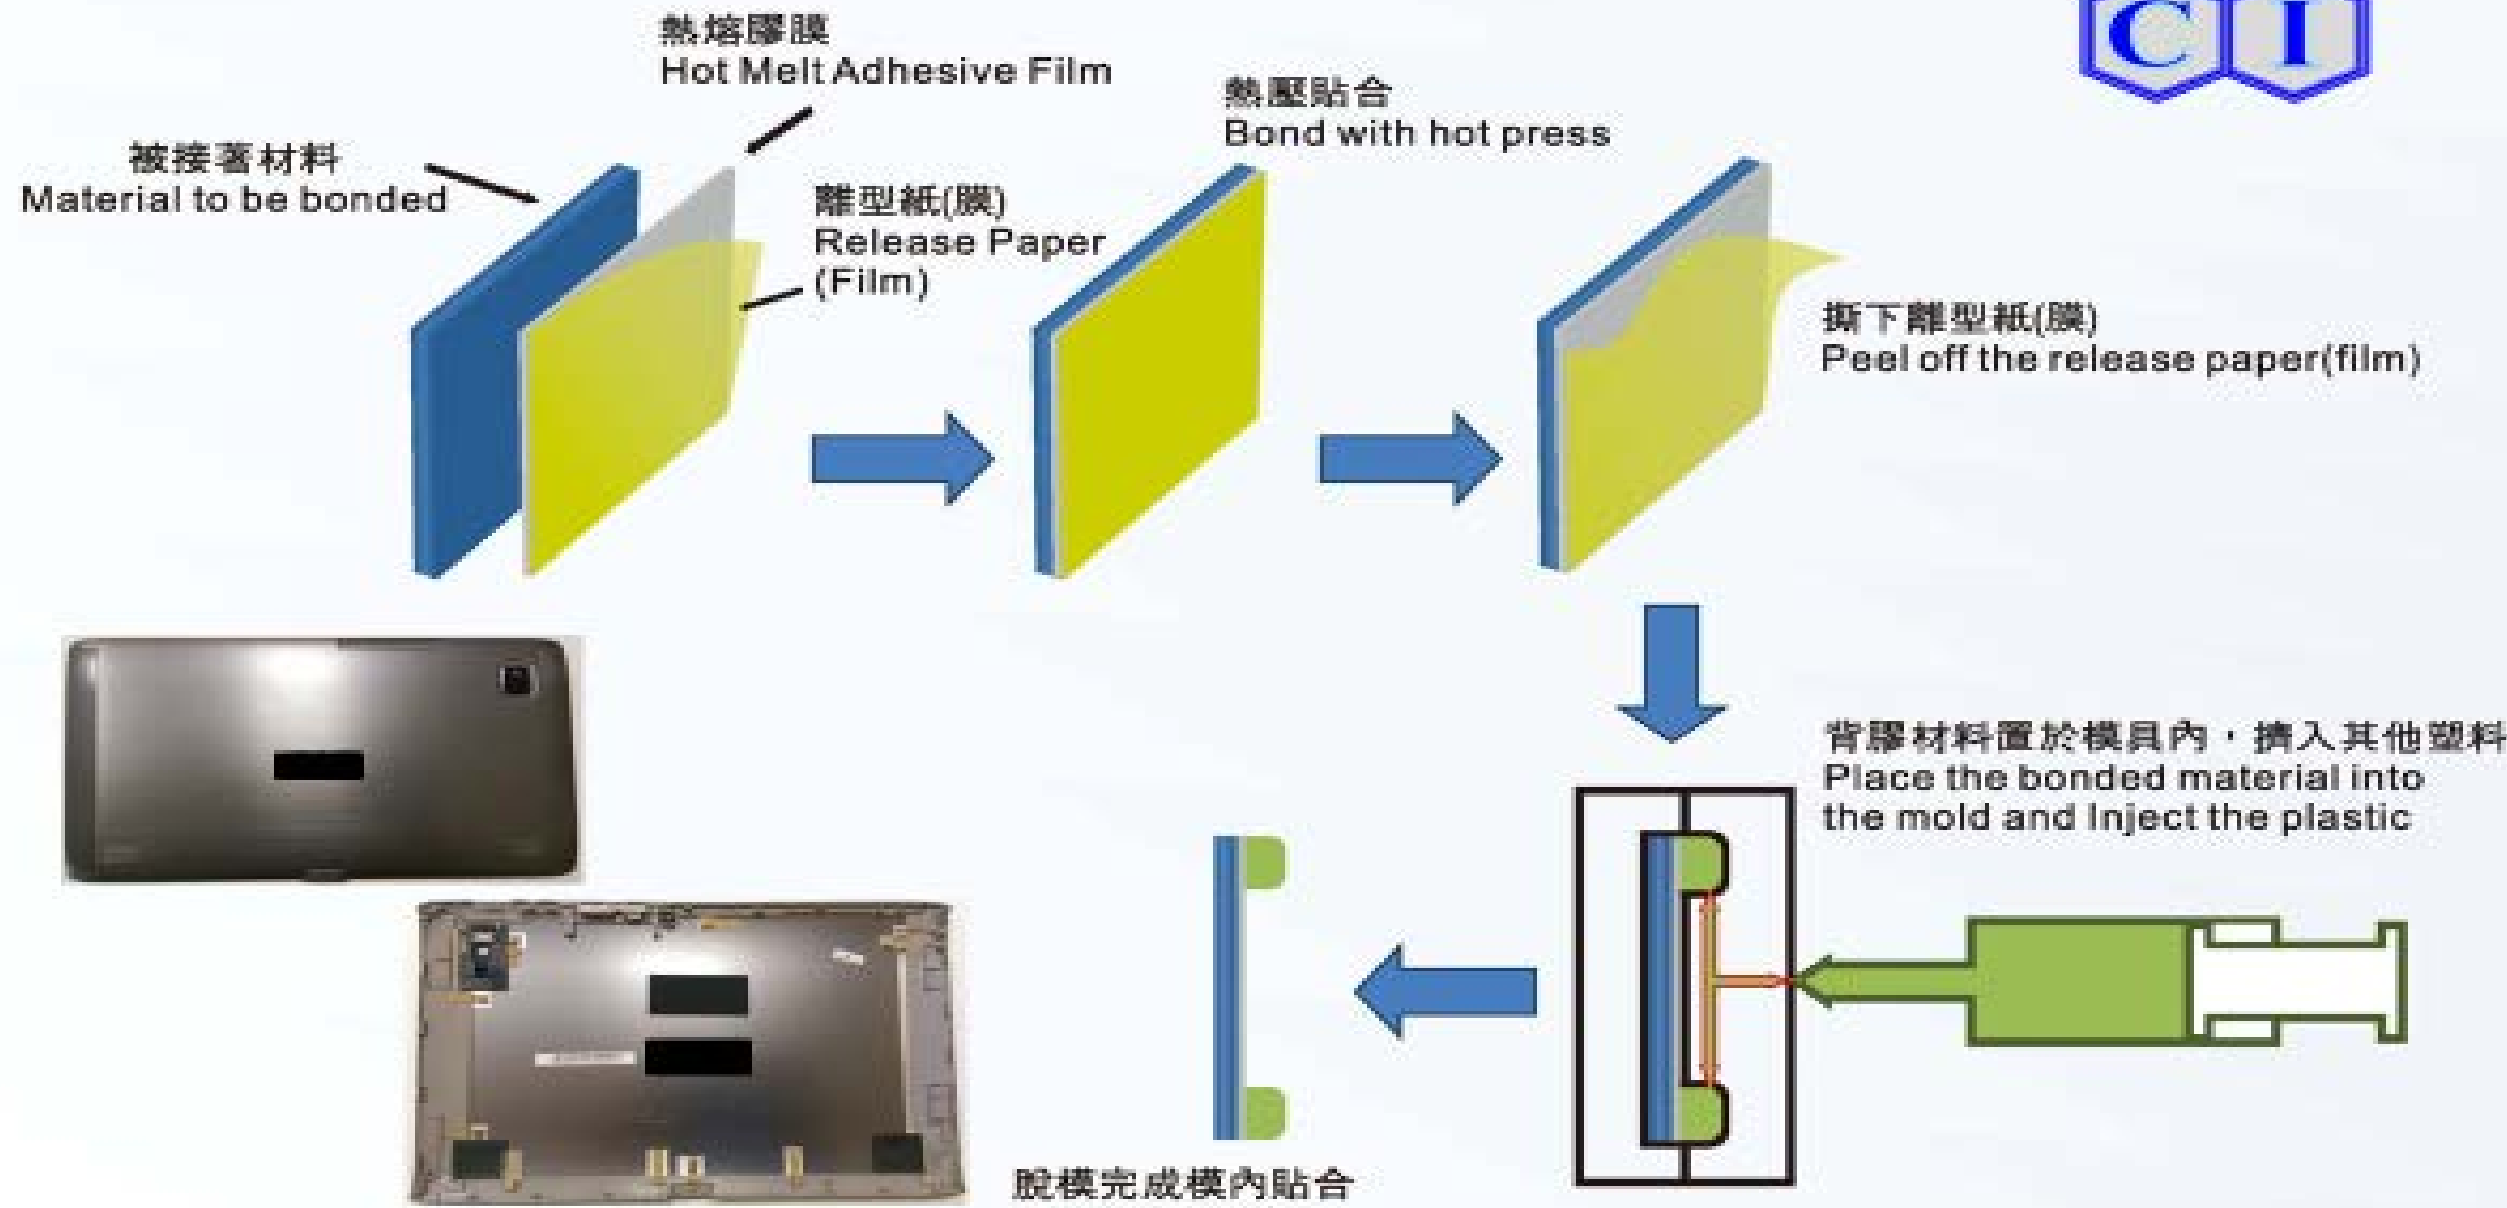 C I
熱熔膠膜
Hot Melt Adhesive Film
被接著材料
Material to be bonded
離型紙(膜)
Release Paper
(Film)
熱壓貼合
Bond with hot press
撕下離型紙(膜)
Peel off the release paper(film)
背膠材料置於模具內，擠入其他塑料
Place the bonded material into
the mold and Inject the plastic
脫模完成模內貼合